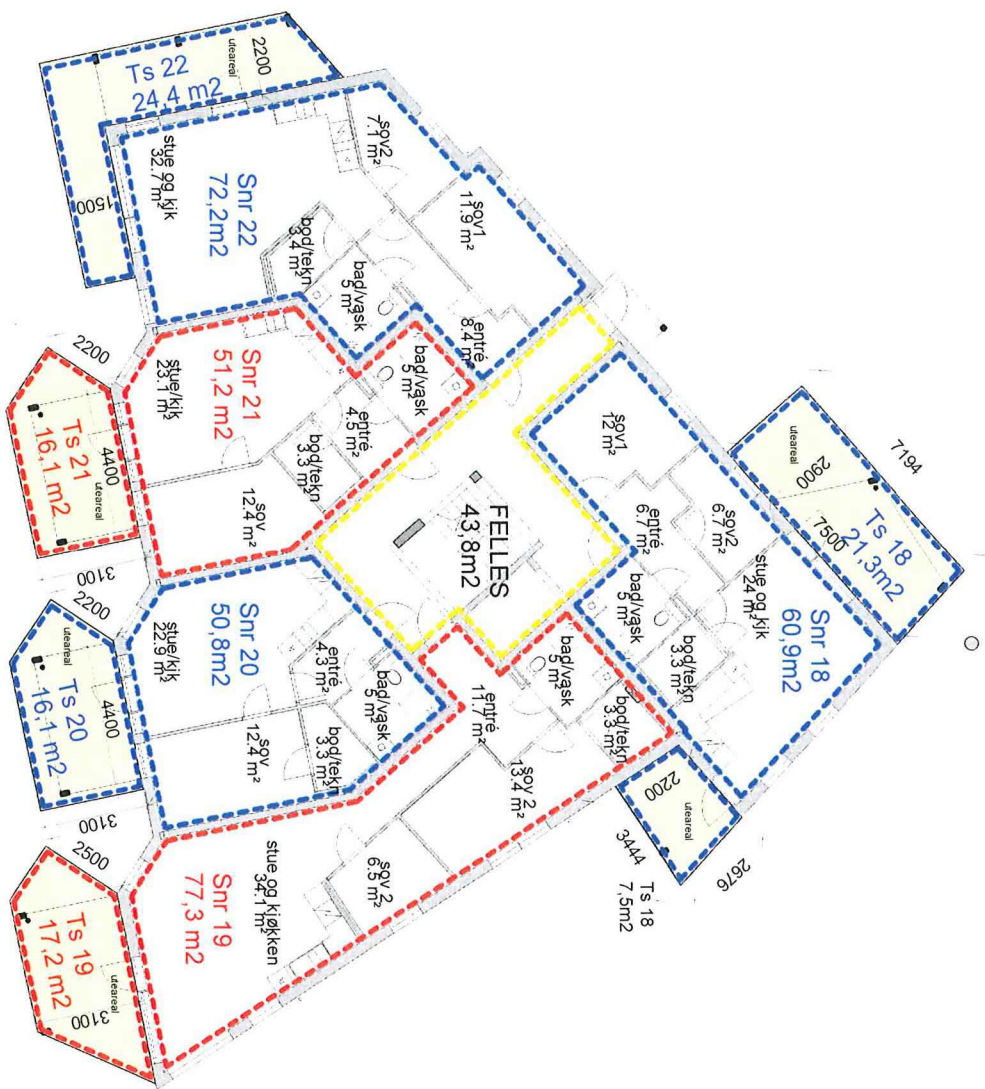 2200
uteareal
Ts 22
24,4 m2
1500
sov2
7.1 m²
stue og kjk
32.7 m²
Snr 22
72,2m2
sov1
11.9 m²
bod/tekn
3.4 m²
bad/vask
5 m²
entré
8.4 m²
2200
Ts 21
16,1 m2
4400
uteareal
3100
stue/kjk
23.1 m²
Snr 21
51,2 m2
bad/vask
5 m²
entré
4.5 m²
bod/tekn
3.3 m²
sov
12.4 m²
FELLES
43,8m2
7194
2900
uteareal
7500
Ts 18
21,3m2
sov1
12 m²
entré
6.7 m²
sov2
6.7 m²
stue og kjk
24 m²
Snr 18
60,9m2
bad/vask
5 m²
bod/tekn
3.3 m²
2200
uteareal
3444
2676
Ts 18
7,5m2
2200
uteareal
Ts 20
16,1 m2
4400
3100
stue/kjk
22.9 m²
Snr 20
50,8m2
entré
4.3 m²
bad/vask
5 m²
bod/tekn
3.3 m²
sov
12.4 m²
entré
11.7 m²
bad/vask
5 m²
bod/tekn
3.3 m²
sov 2
13.4 m²
sov 2
6.5 m²
stue og kjøkken
34.1 m²
Snr 19
77,3 m2
2500
Ts 19
17,2 m2
uteareal
3100